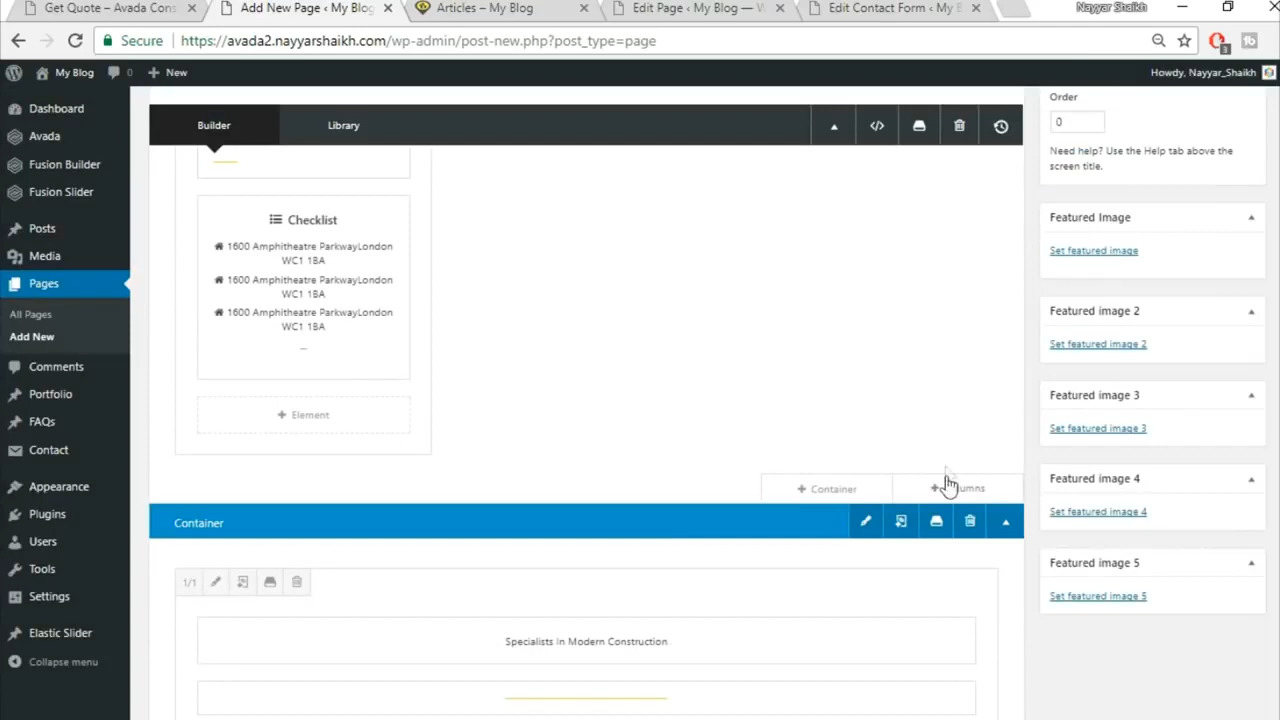 Get Quote – Avada Cons
Add New Page ‹ My Blog
Articles – My Blog
Edit Page ‹ My Blog — W
Edit Contact Form ‹ My B
Nayyar Shaikh
Secure
https://avada2.nayyarshaikh.com/wp-admin/post-new.php?post_type=page
3
My Blog
0
New
Howdy, Nayyar_Shaikh
Dashboard
Avada
Fusion Builder
Fusion Slider
Posts
Media
Pages
All Pages
Add New
Comments
Portfolio
FAQs
Contact
Appearance
Plugins
Users
Tools
Settings
Elastic Slider
Collapse menu
Builder
Library
Checklist
1600 Amphitheatre ParkwayLondon
WC1 1BA
1600 Amphitheatre ParkwayLondon
WC1 1BA
1600 Amphitheatre ParkwayLondon
WC1 1BA
+ Element
+ Container
Container
1/1
Specialists In Modern Construction
Order
0
Need help? Use the Help tab above the
screen title.
Featured Image
Set featured image
Featured image 2
Set featured image 2
Featured image 3
Set featured image 3
Featured image 4
Set featured image 4
Featured image 5
Set featured image 5